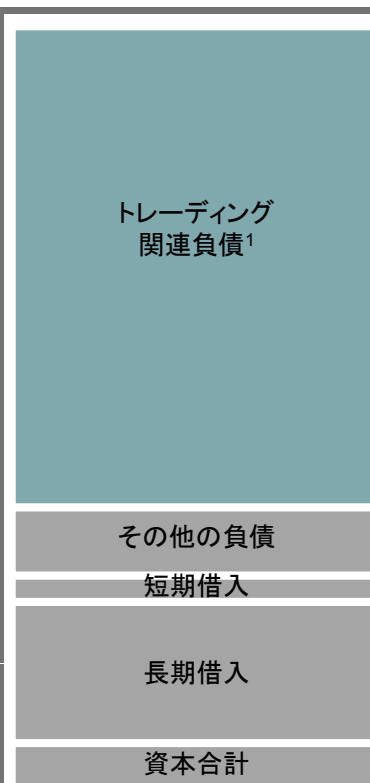 トレーディング
関連負債1
その他の負債
短期借入
長期借入
資本合計